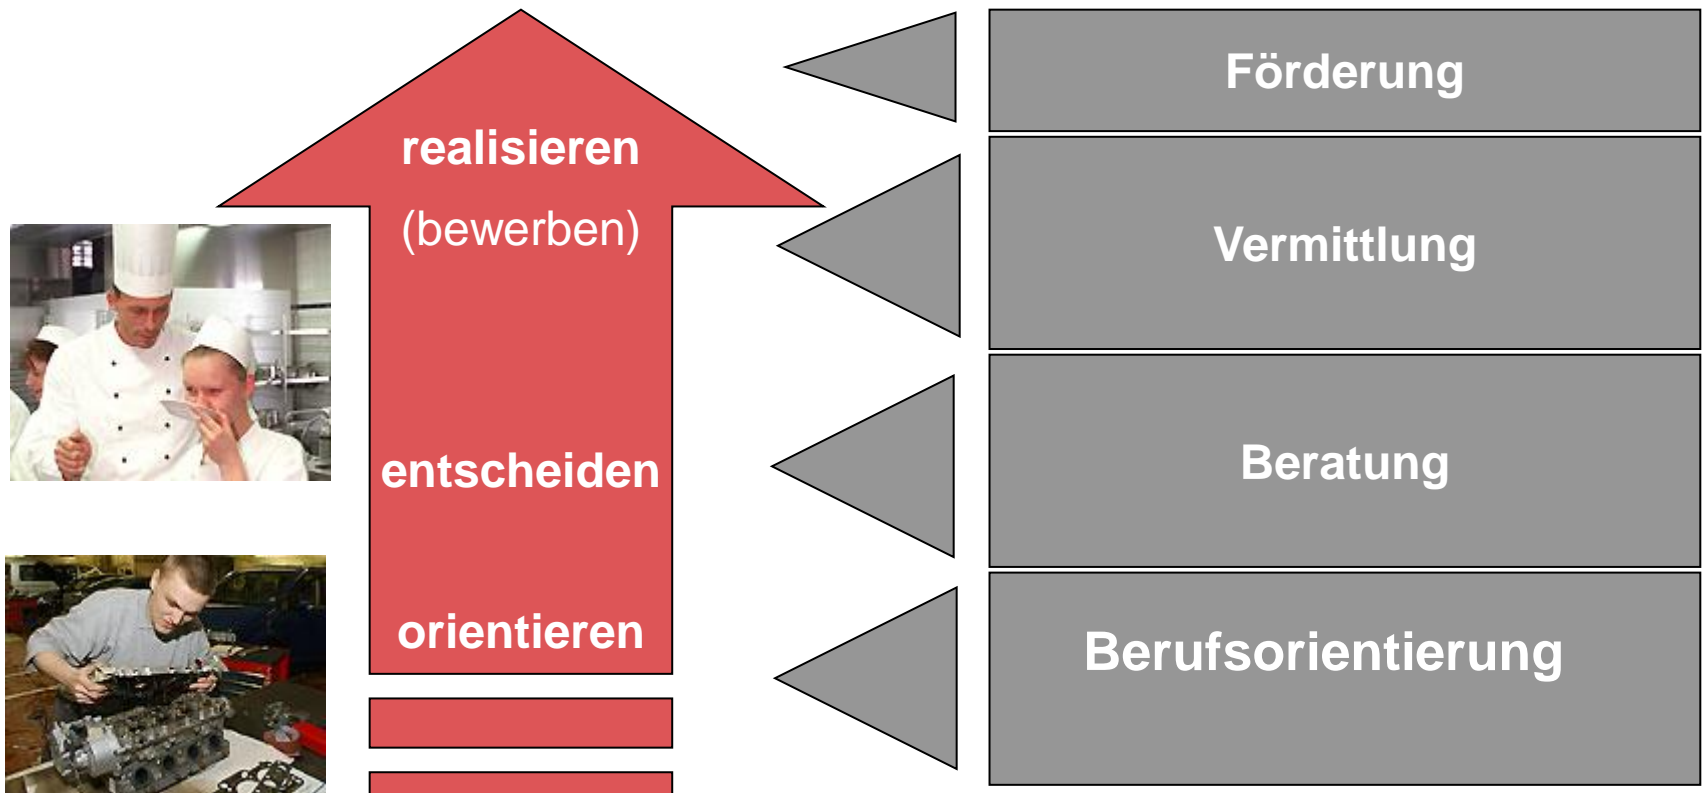 realisieren
(bewerben)
entscheiden
orientieren
Förderung
Vermittlung
Beratung
Berufsorientierung